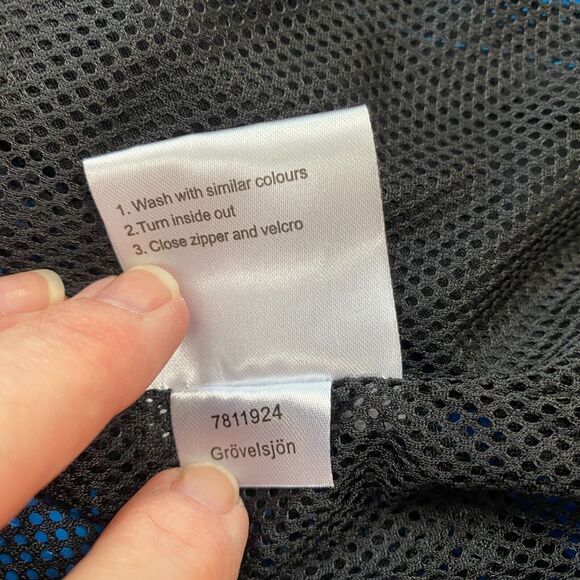 1. Wash with similar colours
2.Turn inside out
3. Close zipper and velcro
7811924
Grövelsjön